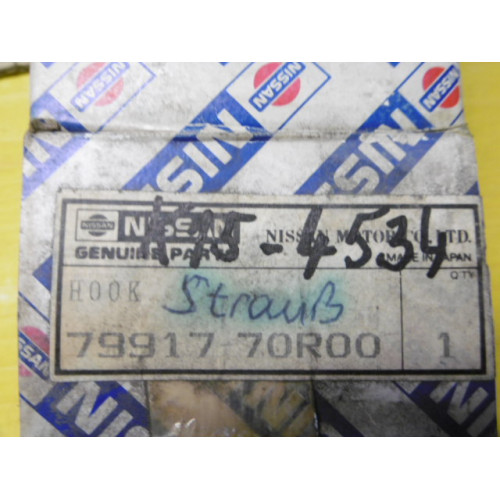 NISSAN
NISSAN
NISSAN
NISSAN NISSAN MOTOR CO., LTD.
GENUINE PARTS MADE IN JAPAN
-4534
HOOK QTY
Strauß
79917-70R00 1
NISSAN